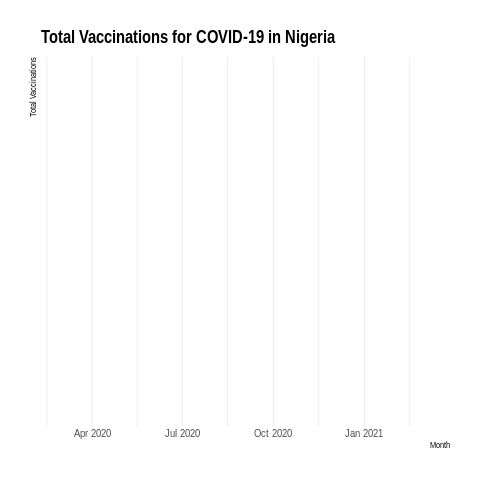 Total Vaccinations for COVID-19 in Nigeria
Total Vaccinations
Apr 2020
Jul 2020
Oct 2020
Jan 2021
Month